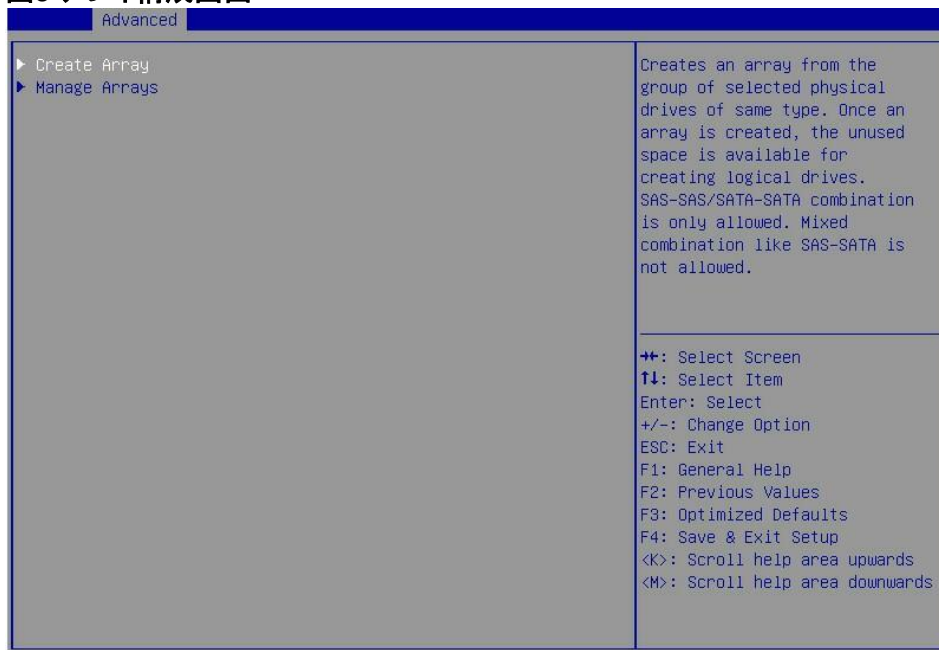 Advanced
Create Array
Manage Arrays
Creates an array from the
group of selected physical
drives of same type. Once an
array is created, the unused
space is available for
creating logical drives.
SAS-SAS/SATA-SATA combination
is only allowed. Mixed
combination like SAS-SATA is
not allowed.
→←: Select Screen
↑↓: Select Item
Enter: Select
+/-: Change Option
ESC: Exit
F1: General Help
F2: Previous Values
F3: Optimized Defaults
F4: Save & Exit Setup
<K>: Scroll help area upwards
<M>: Scroll help area downwards